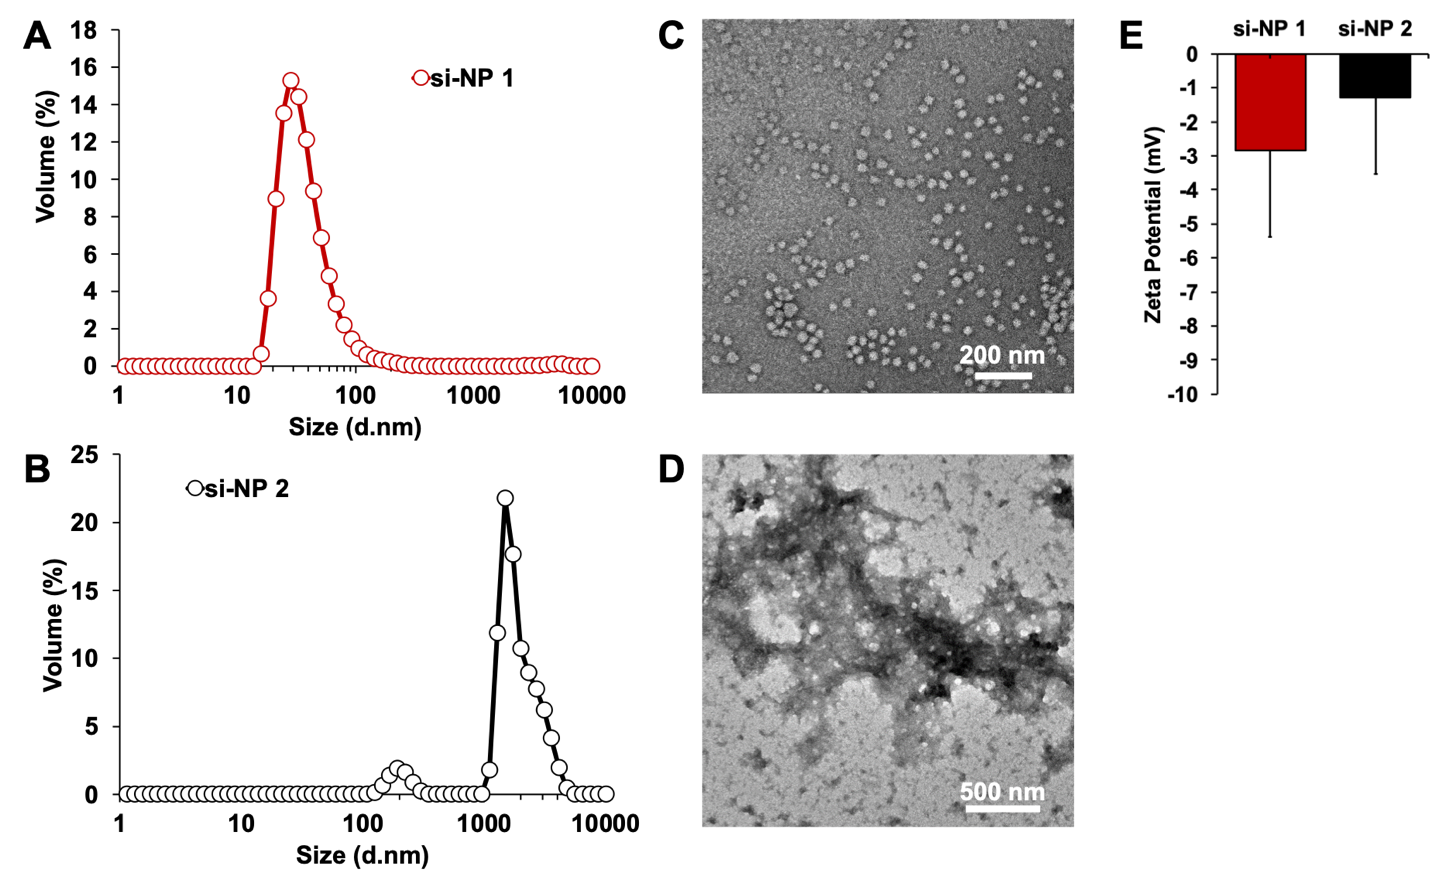 A
18
16
14
12
10
8
6
4
2
0
Volume (%)
si-NP 1
1 10 100 1000 10000
Size (d.nm)
B
25
20
15
10
5
0
Volume (%)
si-NP 2
1 10 100 1000 10000
Size (d.nm)
C
200 nm
D
500 nm
E
si-NP 1 si-NP 2
0
-1
-2
-3
-4
-5
-6
-7
-8
-9
-10
Zeta Potential (mV)